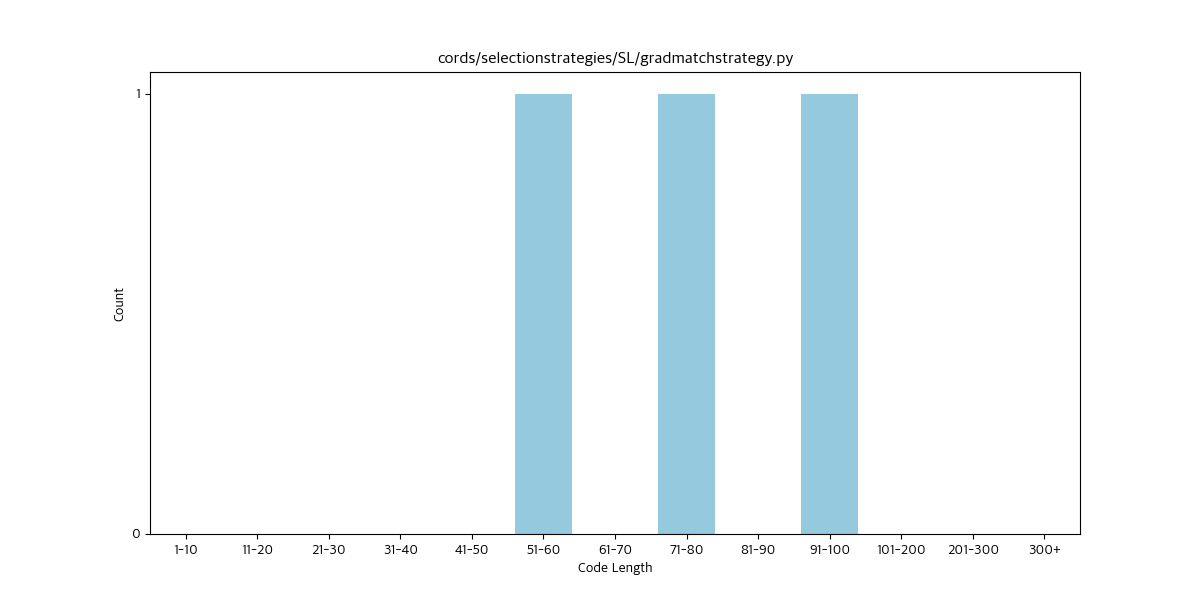 cords/selectionstrategies/SL/gradmatchstrategy.py
1
Count
0
1-10 11-20 21-30 31-40 41-50 51-60 61-70 71-80 81-90 91-100 101-200 201-300 300+
Code Length